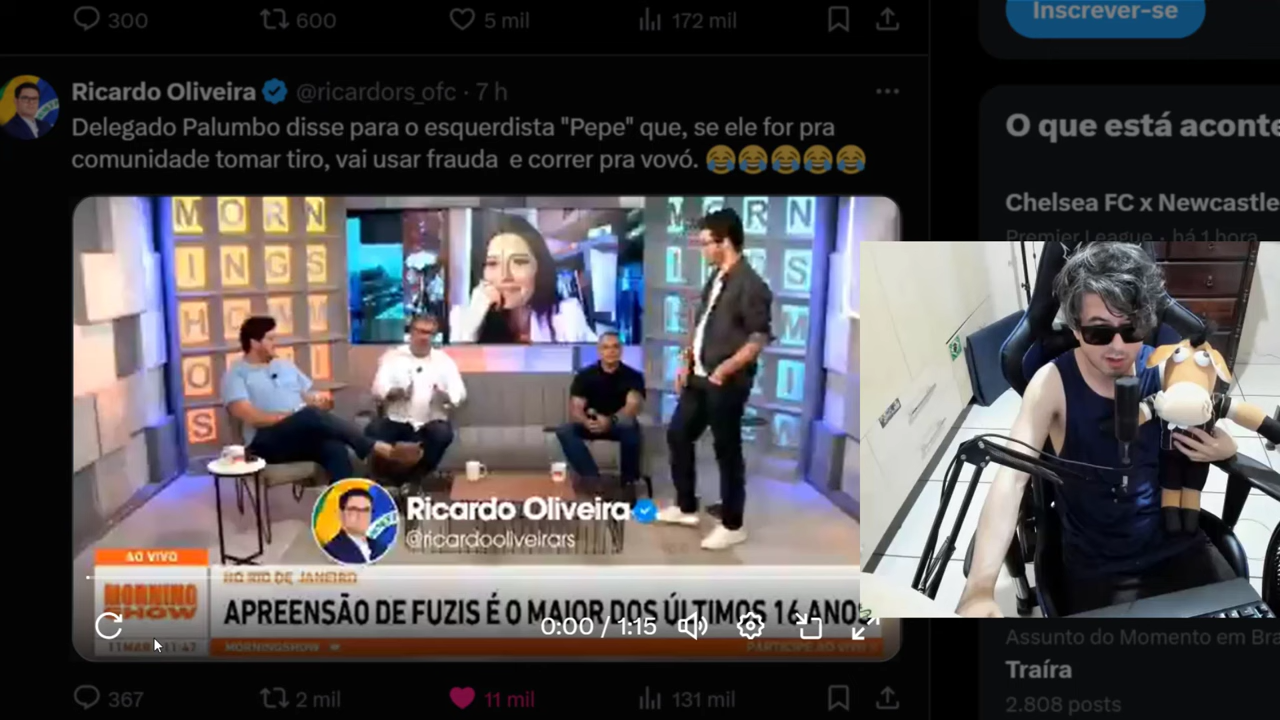 300
600
5 mil
172 mil
Inscrever-se
Ricardo Oliveira @ricardors_ofc · 7 h
Delegado Palumbo disse para o esquerdista "Pepe" que, se ele for pra
comunidade tomar tiro, vai usar frauda e correr pra vovó. 😂😂😂😂😂
O que está aconte
Chelsea FC x Newcastle
Premier League · há 1 hora
MORN
INGS
HOW
O
S
Ricardo Oliveira
@ricardooliveirars
AO VIVO
MORNING
SHOW
NO RIO DE JANEIRO
APREENSÃO DE FUZIS É O MAIOR DOS ÚLTIMOS 16 ANOS
0:00 / 1:15
MORNINGSHOW
PARTICIPE AO VIVO
Assunto do Momento em Bra
Traíra
2.808 posts
367
2 mil
11 mil
131 mil